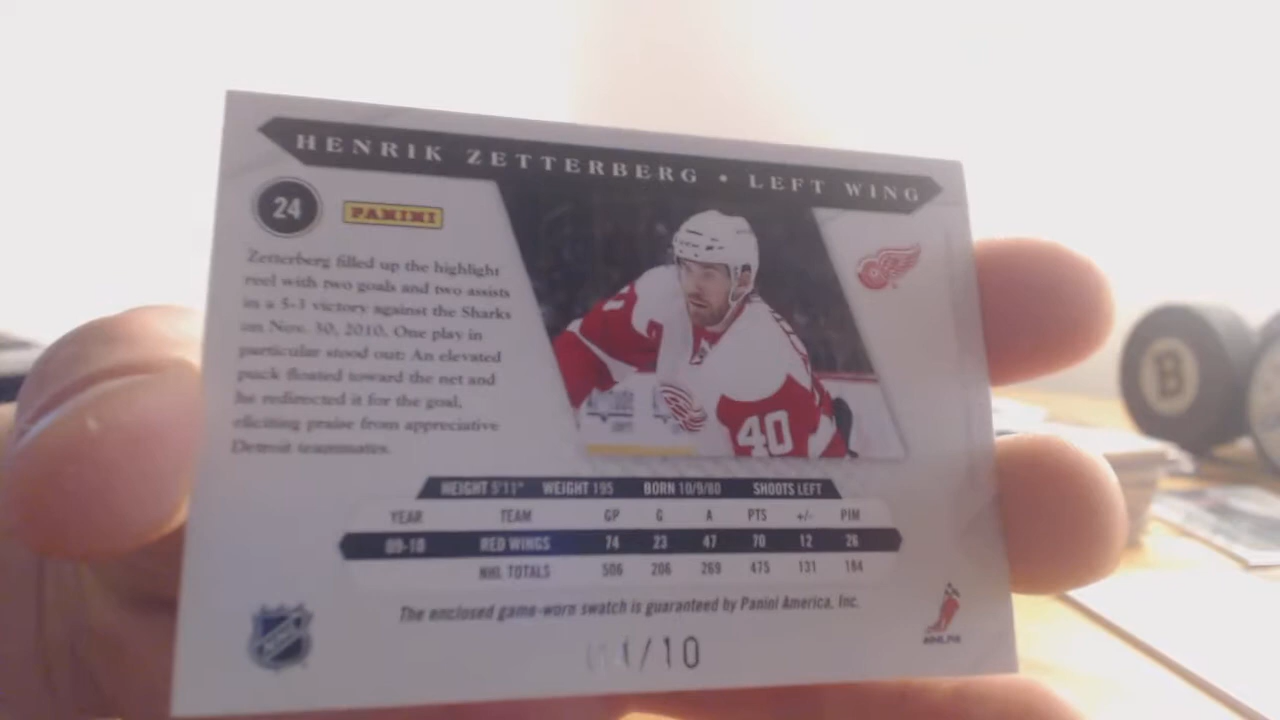 HENRIK ZETTERBERG • LEFT WING
24
PANINI
Zetterberg filled up the highlight
reel with two goals and two assists
in a 5-3 victory against the Sharks
on Nov. 30, 2010. One play in
particular stood out: An elevated
puck floated toward the net and
he redirected it for the goal,
eliciting praise from appreciative
Detroit teammates.
40
B
HEIGHT 5'11" WEIGHT 195 BORN 10/9/80 SHOOTS LEFT
YEAR TEAM GP G A PTS +/- PIM
09-10 RED WINGS 74 23 47 70 12 26
NHL TOTALS 506 206 269 475 131 184
The enclosed game-worn swatch is guaranteed by Panini America, Inc.
/10
NHL
NHLPA